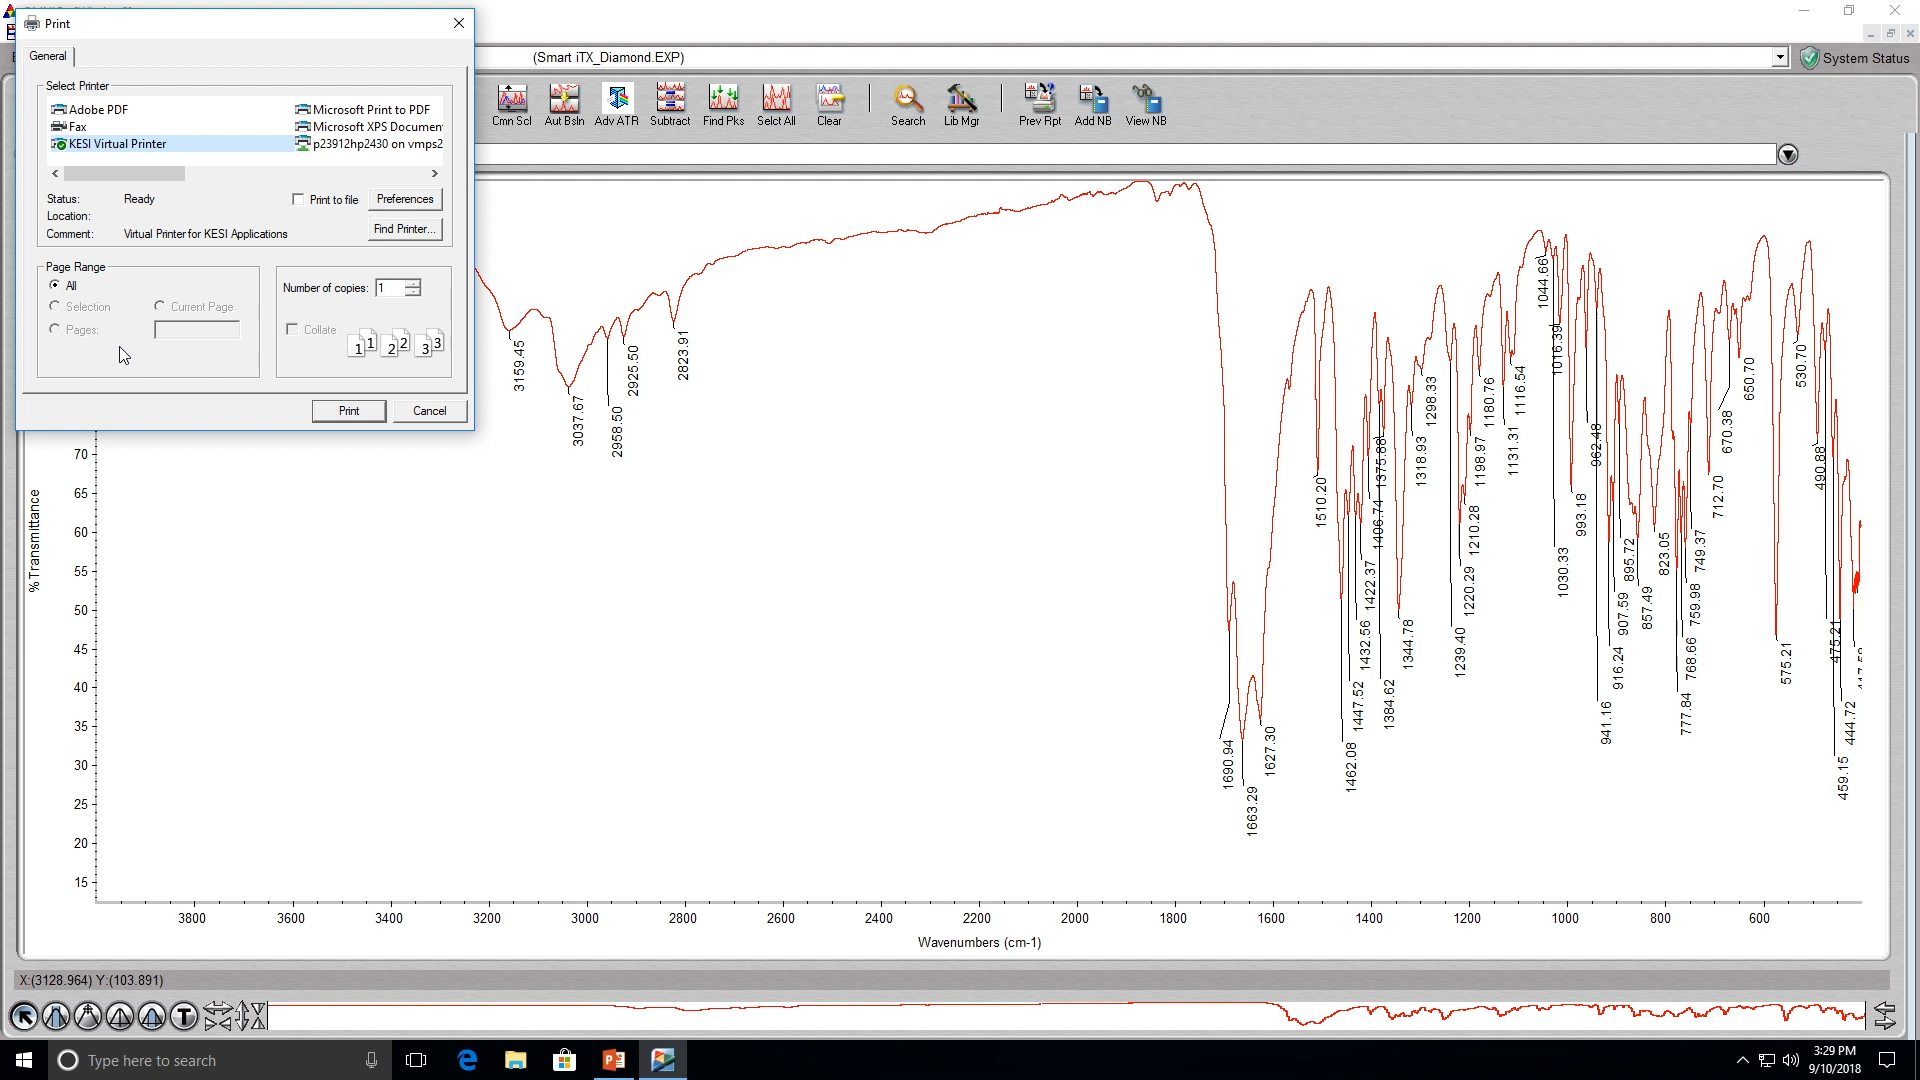 Print
General
Select Printer
Adobe PDF
Microsoft Print to PDF
Fax
Microsoft XPS Documen
KESI Virtual Printer
p23912hp2430 on vmps2
Status: Ready
Print to file
Preferences
Location:
Comment: Virtual Printer for KESI Applications
Find Printer...
Page Range
All
Selection
Current Page
Pages:
Number of copies: 1
Collate
1 1 2 2 3 3
Print
Cancel
(Smart iTX_Diamond.EXP)
System Status
Cmn Scl
Aut Bsln
Adv ATR
Subtract
Find Pks
Selct All
Clear
Search
Lib Mgr
Prev Rpt
Add NB
View NB
3159.45
3037.67
2958.50
2925.50
2823.91
1690.94
1663.29
1627.30
1510.20
1462.08
1447.52
1432.56
1422.37
1406.74
1384.62
1375.88
1344.78
1318.93
1298.33
1239.40
1220.29
1210.28
1198.97
1180.76
1131.31
1116.54
1044.66
1030.33
1016.39
993.18
962.48
941.16
916.24
907.59
895.72
857.49
823.05
777.84
768.66
759.98
749.37
712.70
670.38
650.70
575.21
530.70
490.88
475.21
459.15
444.72
70
65
60
55
50
45
40
35
30
25
20
15
%Transmittance
3800 3600 3400 3200 3000 2800 2600 2400 2200 2000 1800 1600 1400 1200 1000 800 600
Wavenumbers (cm-1)
X:(3128.964) Y:(103.891)
T
Type here to search
3:29 PM
9/10/2018